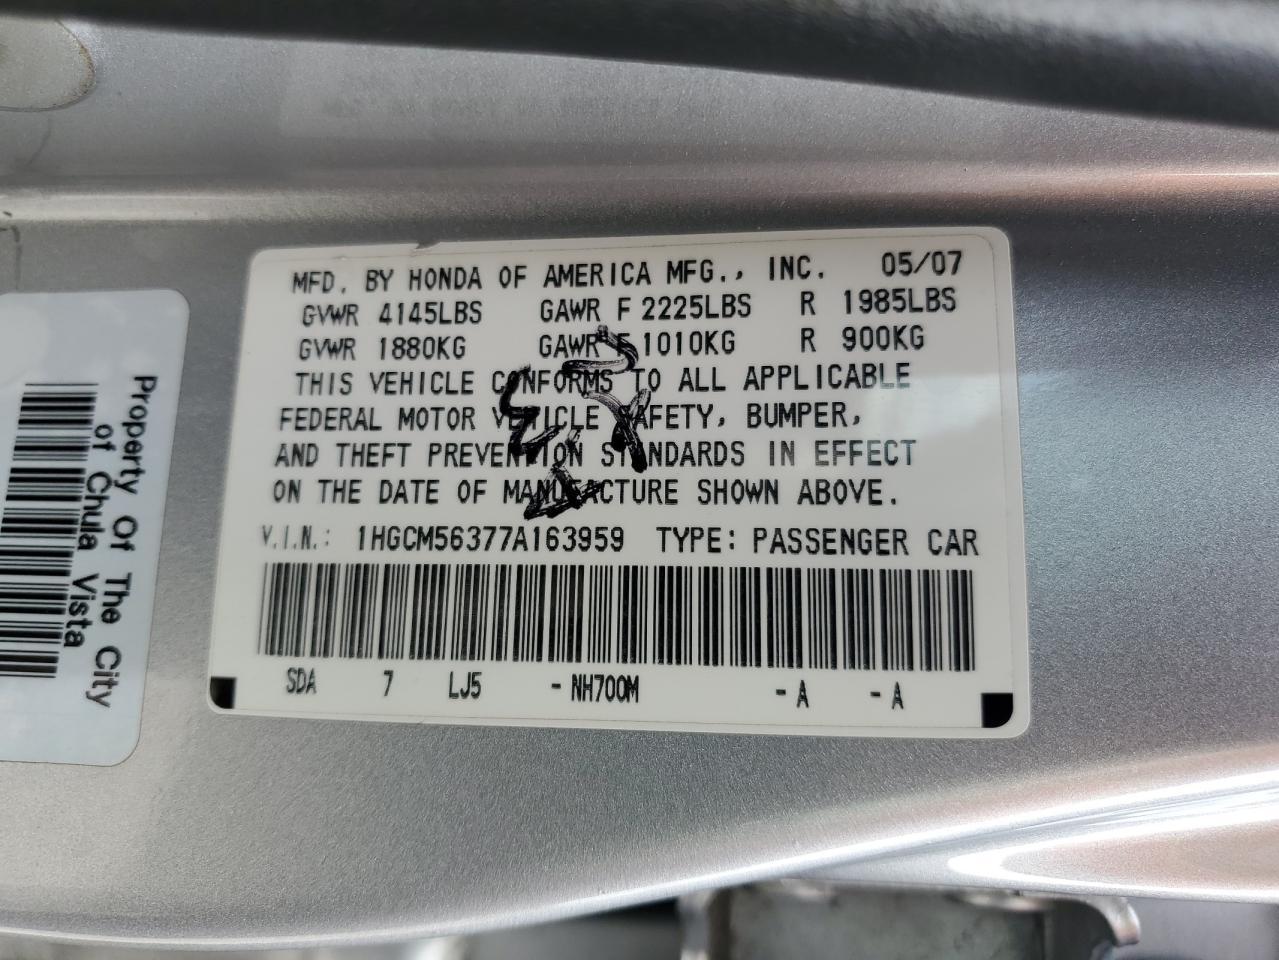 MFD. BY HONDA OF AMERICA MFG., INC. 05/07
GVWR 4145LBS GAWR F 2225LBS R 1985LBS
GVWR 1880KG GAWR F 1010KG R 900KG
THIS VEHICLE CONFORMS TO ALL APPLICABLE
FEDERAL MOTOR VEHICLE SAFETY, BUMPER,
AND THEFT PREVENTION STANDARDS IN EFFECT
ON THE DATE OF MANUFACTURE SHOWN ABOVE.
V.I.N.: 1HGCM56377A163959 TYPE: PASSENGER CAR
SDA 7 LJ5 -NH700M -A -A
Property Of The City
of Chula Vista